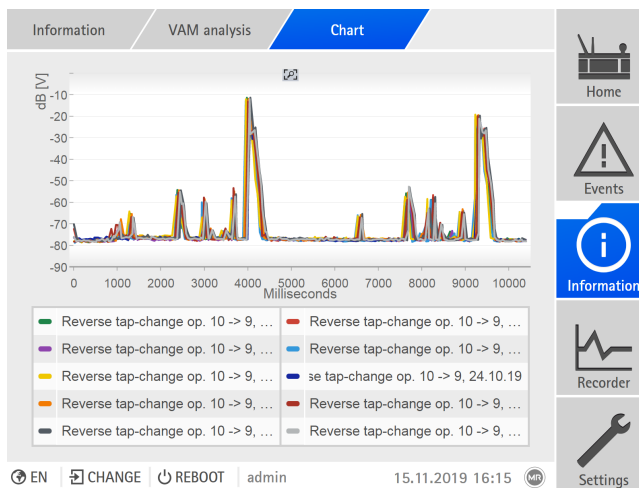 Information VAM analysis Chart
dB [V]
-10
-20
-30
-40
-50
-60
-70
-80
-90
0 1000 2000 3000 4000 5000 6000 7000 8000 9000 10000
Milliseconds
Reverse tap-change op. 10 -> 9, ... Reverse tap-change op. 10 -> 9, ...
Reverse tap-change op. 10 -> 9, ... Reverse tap-change op. 10 -> 9, ...
Reverse tap-change op. 10 -> 9, ... se tap-change op. 10 -> 9, 24.10.19
Reverse tap-change op. 10 -> 9, ... Reverse tap-change op. 10 -> 9, ...
Reverse tap-change op. 10 -> 9, ... Reverse tap-change op. 10 -> 9, ...
EN CHANGE REBOOT admin 15.11.2019 16:15 MR
Home
Events
Information
Recorder
Settings